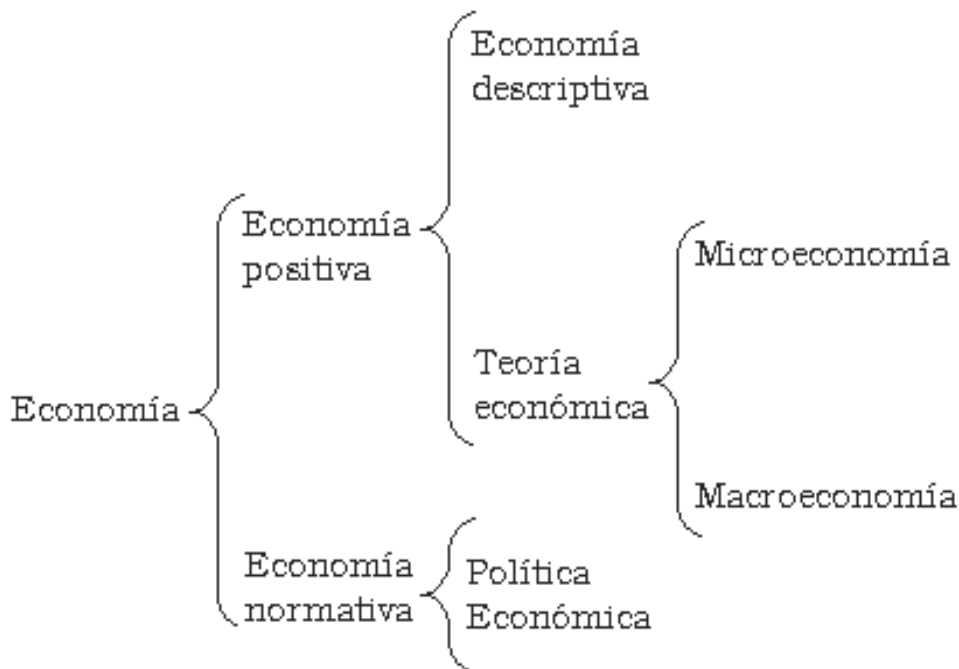 Economía
Economía
positiva
Economía
descriptiva
Teoría
económica
Microeconomía
Macroeconomía
Economía
normativa
Política
Económica